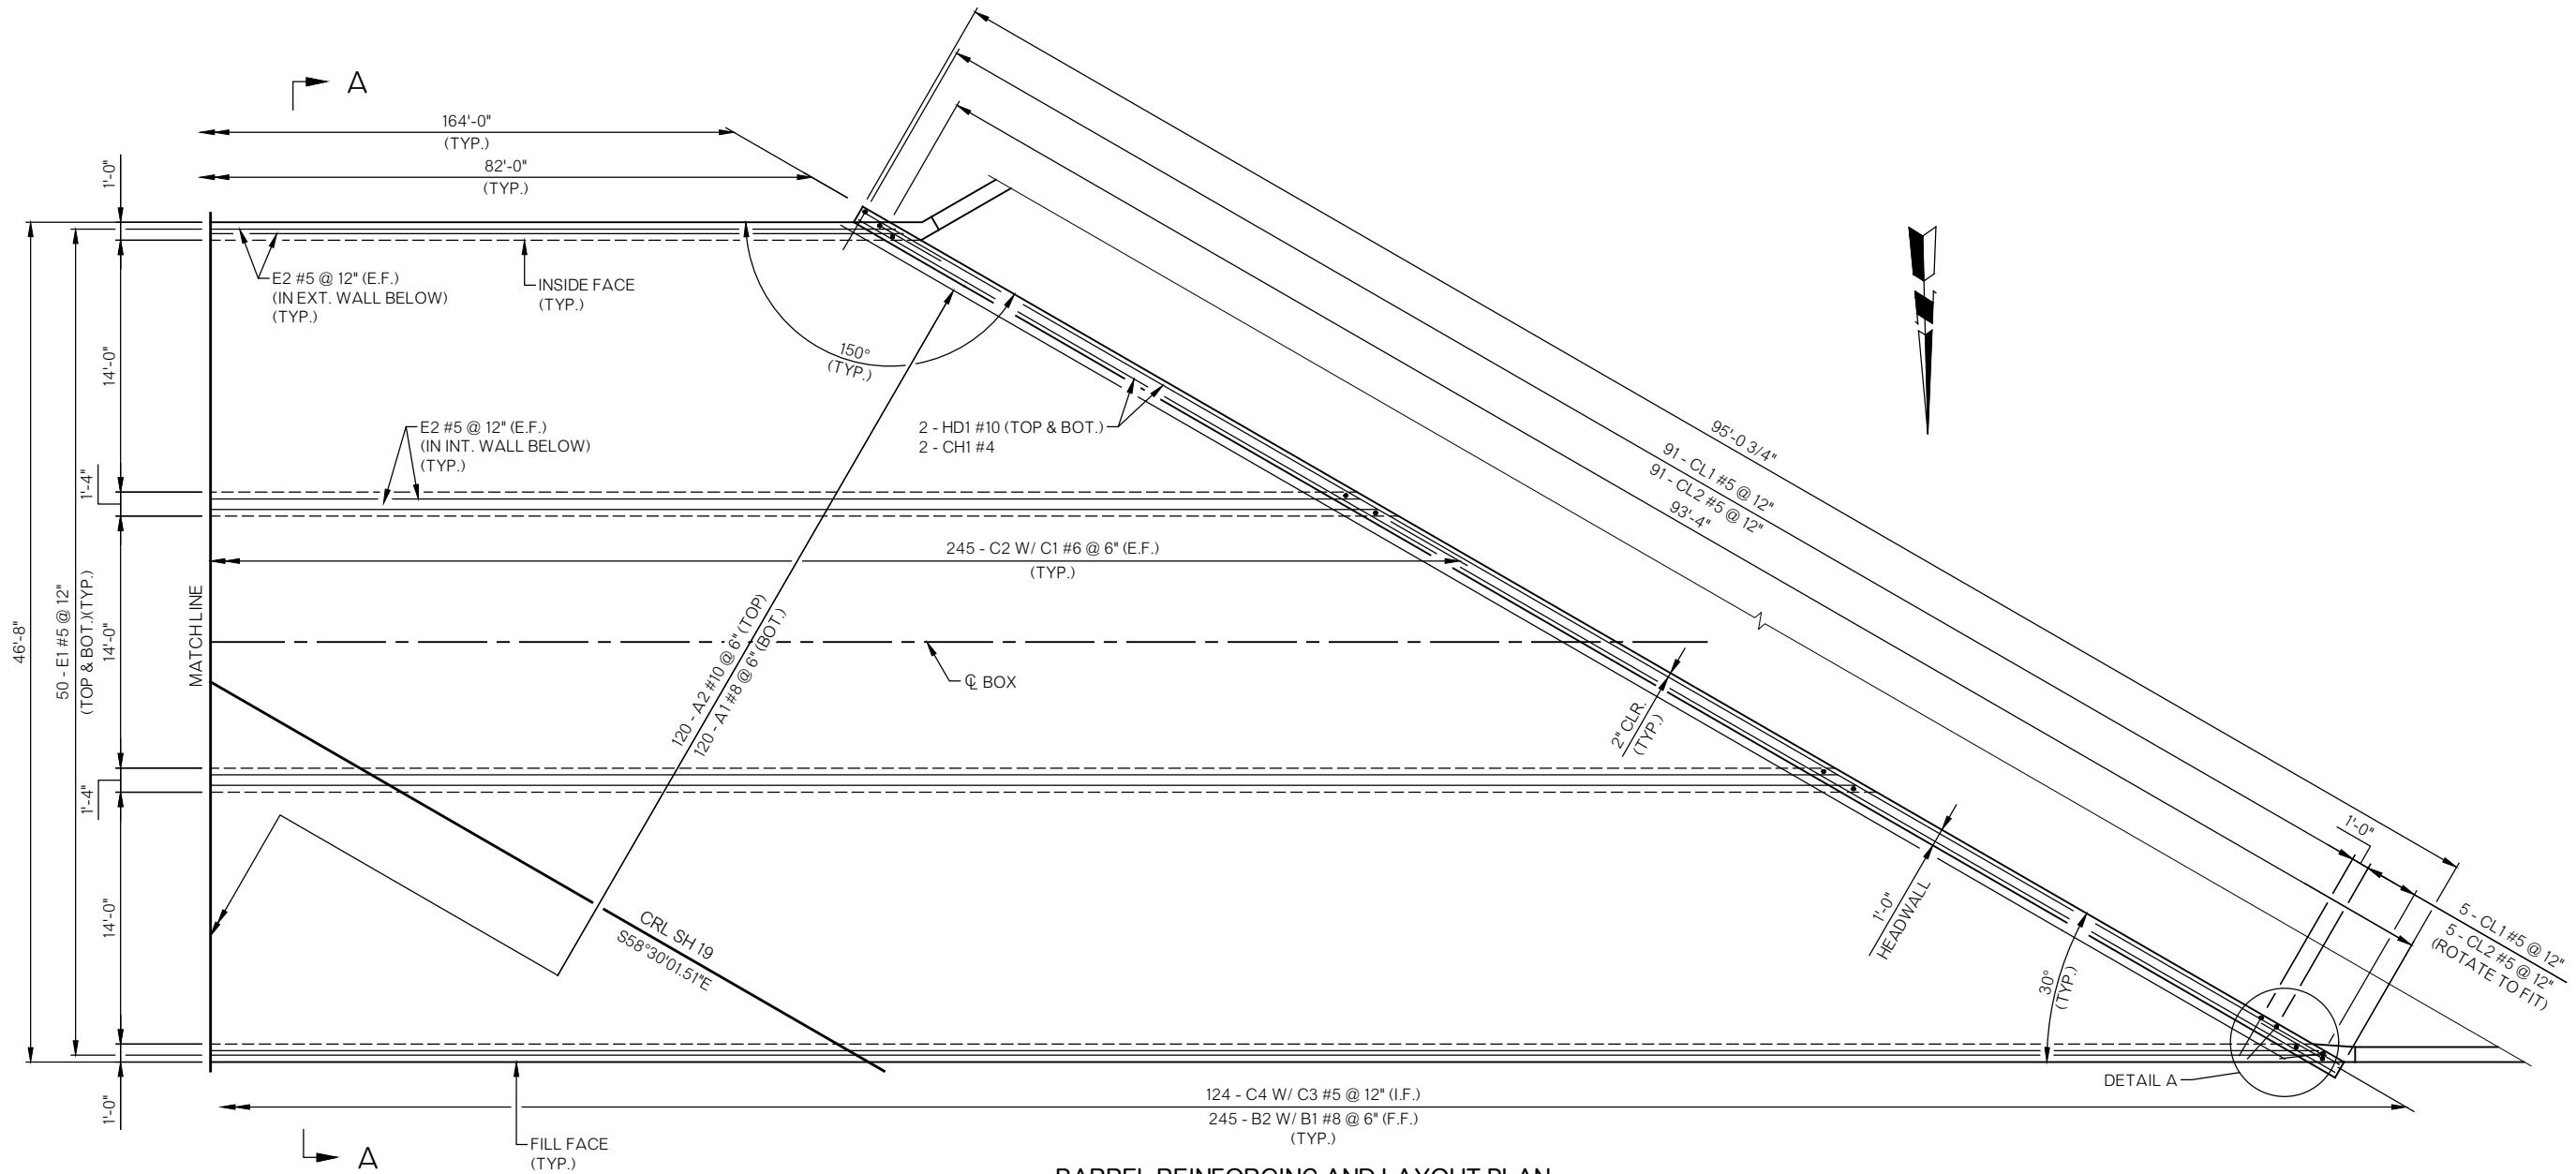 A
164'-0"
(TYP.)
82'-0"
(TYP.)
1'-0"
E2 #5 @ 12" (E.F.)
(IN EXT. WALL BELOW)
(TYP.)
INSIDE FACE
(TYP.)
14'-0"
150°
(TYP.)
E2 #5 @ 12" (E.F.)
(IN INT. WALL BELOW)
(TYP.)
2 - HD1 #10 (TOP & BOT.)
2 - CH1 #4
95'-0 3/4"
91 - CL1 #5 @ 12"
91 - CL2 #5 @ 12"
93'-4"
1'-4"
245 - C2 W/ C1 #6 @ 6" (E.F.)
(TYP.)
46'-8"
50 - E1 #5 @ 12"
(TOP & BOT.)(TYP.)
14'-0"
MATCHLINE
120 - A2 #10 @ 6" (TOP)
120 - A1 #8 @ 6" (BOT.)
℄ BOX
2" CLR.
(TYP.)
1'-4"
14'-0"
CRL SH 19
S58°30'01.51"E
1'-0"
HEADWALL
1'-0"
5 - CL1 #5 @ 12"
5 - CL2 #5 @ 12"
(ROTATE TO FIT)
30°
(TYP.)
DETAIL A
1'-0"
124 - C4 W/ C3 #5 @ 12" (I.F.)
245 - B2 W/ B1 #8 @ 6" (F.F.)
(TYP.)
FILL FACE
(TYP.)
A
BARREL REINFORCING AND LAYOUT PLAN